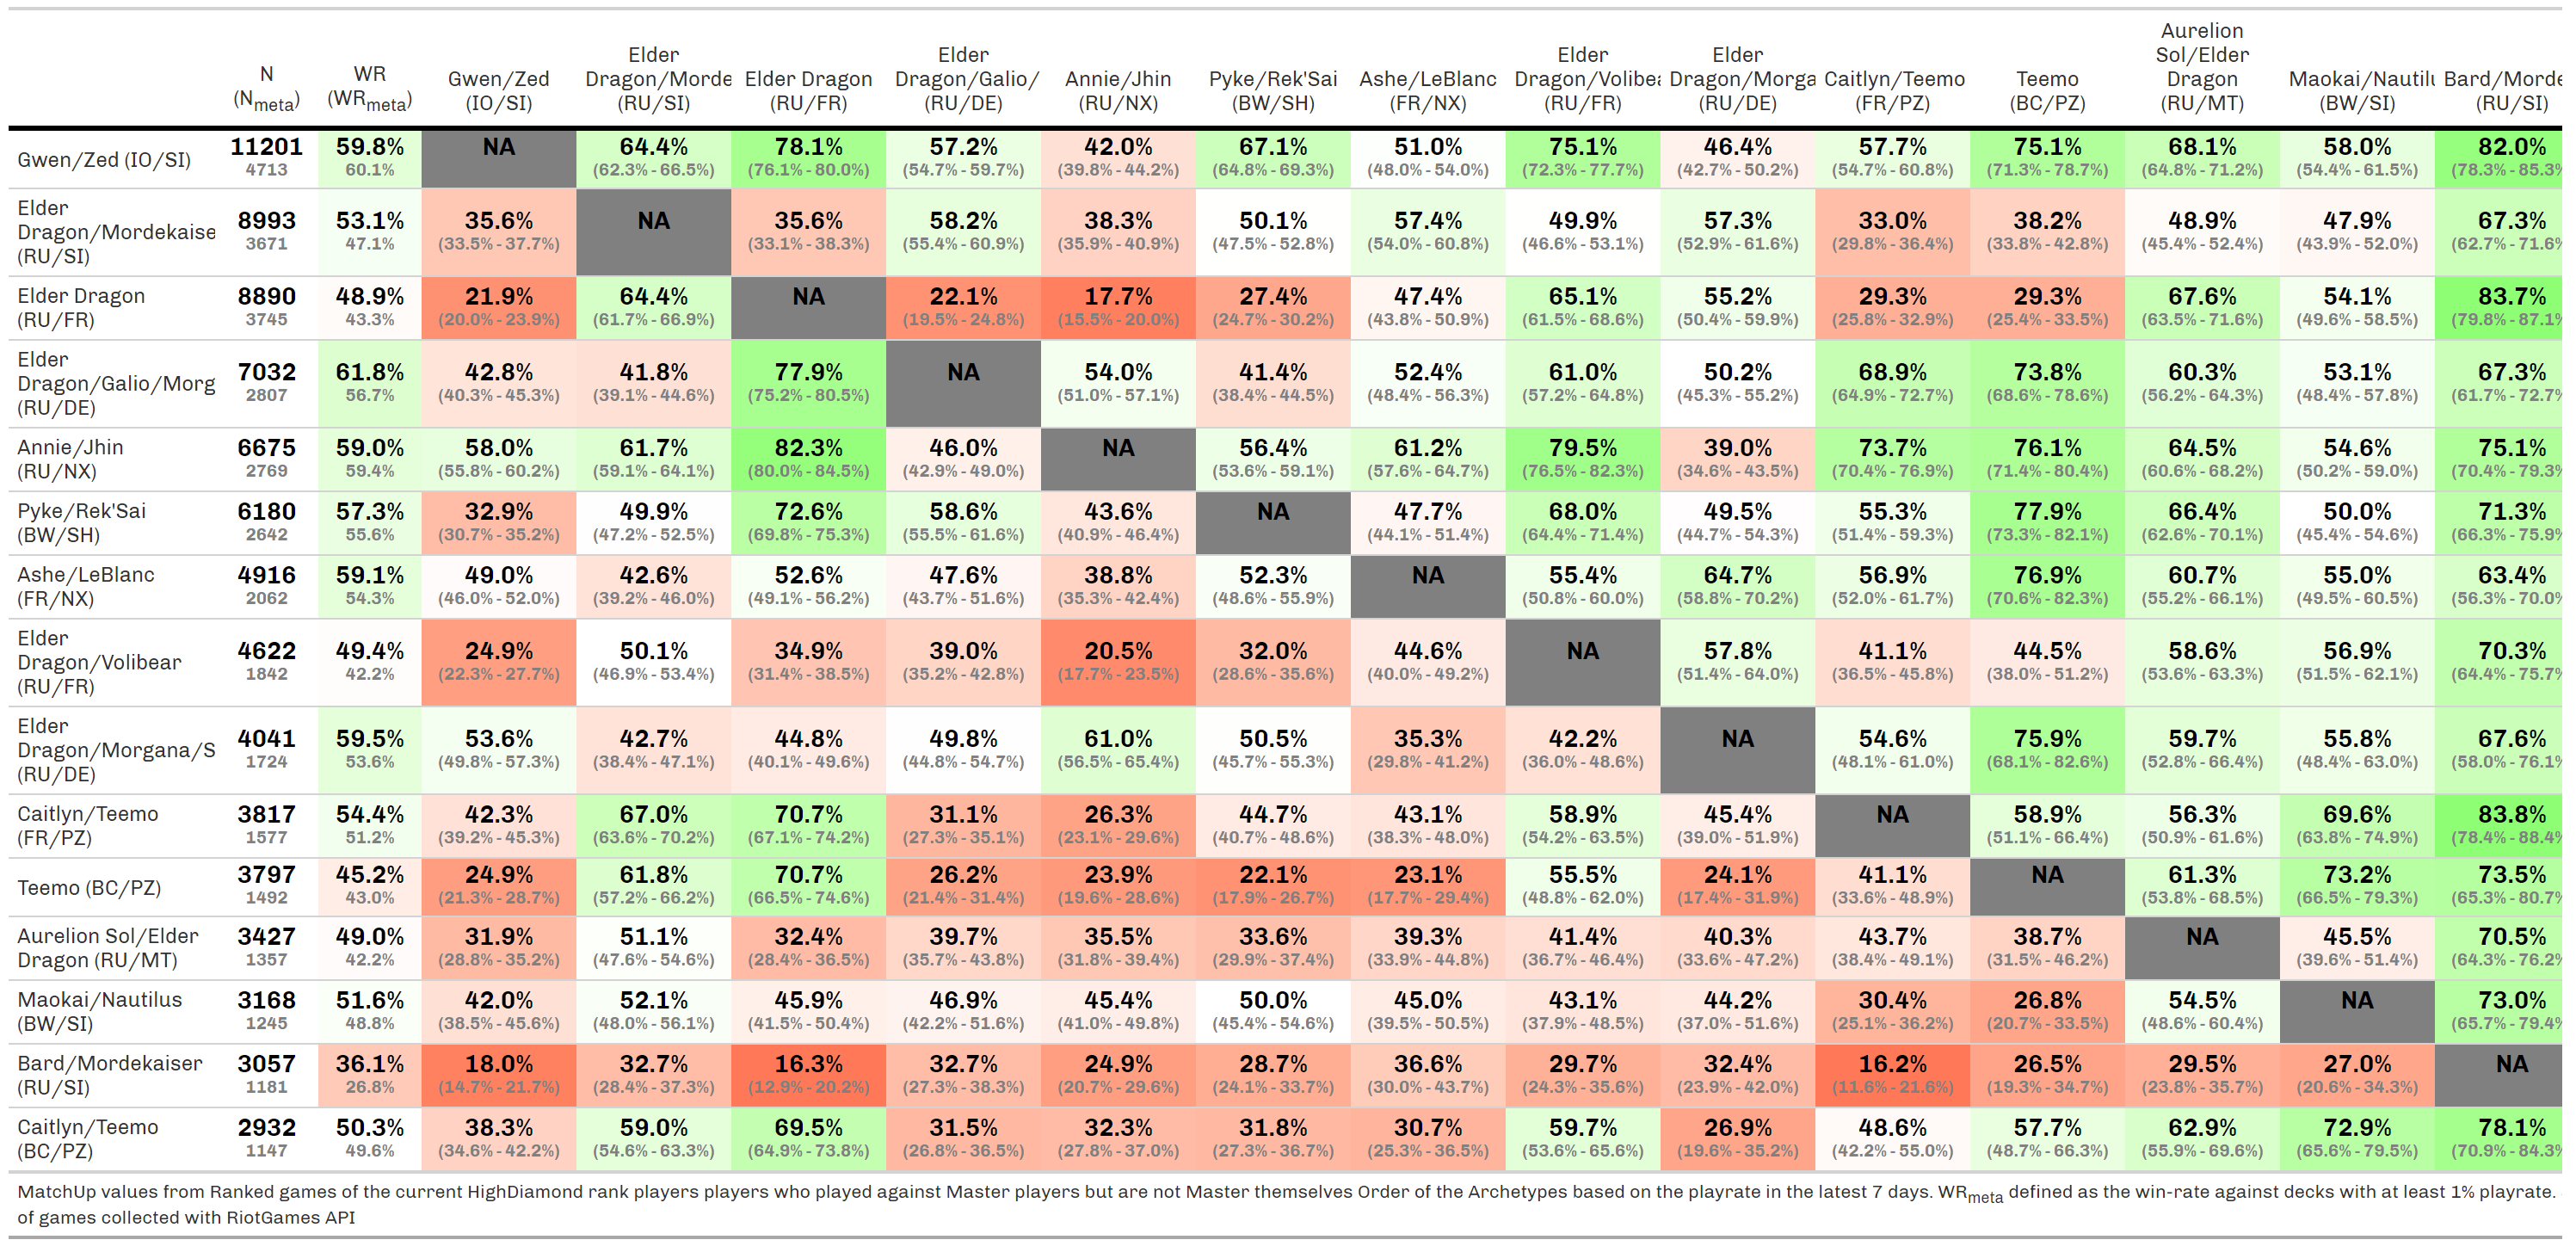 N (Nmeta) WR (WRmeta) Gwen/Zed (IO/SI) Elder Dragon/Morde (RU/SI) Elder Dragon (RU/FR) Elder Dragon/Galio/ (RU/DE) Annie/Jhin (RU/NX) Pyke/Rek'Sai (BW/SH) Ashe/LeBlanc (FR/NX) Elder Dragon/Volibea (RU/FR) Elder Dragon/Morga (RU/DE) Caitlyn/Teemo (FR/PZ) Teemo (BC/PZ) Aurelion Sol/Elder Dragon (RU/MT) Maokai/Nautilu (BW/SI) Bard/Morde (RU/SI)
Gwen/Zed (IO/SI) 11201 59.8% NA 64.4% 78.1% 57.2% 42.0% 67.1% 51.0% 75.1% 46.4% 57.7% 75.1% 68.1% 58.0% 82.0%
4713 60.1% (62.3% - 66.5%) (76.1% - 80.0%) (54.7% - 59.7%) (39.8% - 44.2%) (64.8% - 69.3%) (48.0% - 54.0%) (72.3% - 77.7%) (42.7% - 50.2%) (54.7% - 60.8%) (71.3% - 78.7%) (64.8% - 71.2%) (54.4% - 61.5%) (78.3% - 85.3%
Elder Dragon/Mordekaise (RU/SI) 8993 53.1% 35.6% NA 35.6% 58.2% 38.3% 50.1% 57.4% 49.9% 57.3% 33.0% 38.2% 48.9% 47.9% 67.3%
3671 47.1% (33.5% - 37.7%) (33.1% - 38.3%) (55.4% - 60.9%) (35.9% - 40.9%) (47.5% - 52.8%) (54.0% - 60.8%) (46.6% - 53.1%) (52.9% - 61.6%) (29.8% - 36.4%) (33.8% - 42.8%) (45.4% - 52.4%) (43.9% - 52.0%) (62.7% - 71.6%
Elder Dragon (RU/FR) 8890 48.9% 21.9% 64.4% NA 22.1% 17.7% 27.4% 47.4% 65.1% 55.2% 29.3% 29.3% 67.6% 54.1% 83.7%
3745 43.3% (20.0% - 23.9%) (61.7% - 66.9%) (19.5% - 24.8%) (15.5% - 20.0%) (24.7% - 30.2%) (43.8% - 50.9%) (61.5% - 68.6%) (50.4% - 59.9%) (25.8% - 32.9%) (25.4% - 33.5%) (63.5% - 71.6%) (49.6% - 58.5%) (79.8% - 87.1%
Elder Dragon/Galio/Morg (RU/DE) 7032 61.8% 42.8% 41.8% 77.9% NA 54.0% 41.4% 52.4% 61.0% 50.2% 68.9% 73.8% 60.3% 53.1% 67.3%
2807 56.7% (40.3% - 45.3%) (39.1% - 44.6%) (75.2% - 80.5%) (51.0% - 57.1%) (38.4% - 44.5%) (48.4% - 56.3%) (57.2% - 64.8%) (45.3% - 55.2%) (64.9% - 72.7%) (68.6% - 78.6%) (56.2% - 64.3%) (48.4% - 57.8%) (61.7% - 72.7%
Annie/Jhin (RU/NX) 6675 59.0% 58.0% 61.7% 82.3% 46.0% NA 56.4% 61.2% 79.5% 39.0% 73.7% 76.1% 64.5% 54.6% 75.1%
2769 59.4% (55.8% - 60.2%) (59.1% - 64.1%) (80.0% - 84.5%) (42.9% - 49.0%) (53.6% - 59.1%) (57.6% - 64.7%) (76.5% - 82.3%) (34.6% - 43.5%) (70.4% - 76.9%) (71.4% - 80.4%) (60.6% - 68.2%) (50.2% - 59.0%) (70.4% - 79.3%
Pyke/Rek'Sai (BW/SH) 6180 57.3% 32.9% 49.9% 72.6% 58.6% 43.6% NA 47.7% 68.0% 49.5% 55.3% 77.9% 66.4% 50.0% 71.3%
2642 55.6% (30.7% - 35.2%) (47.2% - 52.5%) (69.8% - 75.3%) (55.5% - 61.6%) (40.9% - 46.4%) (44.1% - 51.4%) (64.4% - 71.4%) (44.7% - 54.3%) (51.4% - 59.3%) (73.3% - 82.1%) (62.6% - 70.1%) (45.4% - 54.6%) (66.3% - 75.9%
Ashe/LeBlanc (FR/NX) 4916 59.1% 49.0% 42.6% 52.6% 47.6% 38.8% 52.3% NA 55.4% 64.7% 56.9% 76.9% 60.7% 55.0% 63.4%
2062 54.3% (46.0% - 52.0%) (39.2% - 46.0%) (49.1% - 56.2%) (43.7% - 51.6%) (35.3% - 42.4%) (48.6% - 55.9%) (50.8% - 60.0%) (58.8% - 70.2%) (52.0% - 61.7%) (70.6% - 82.3%) (55.2% - 66.1%) (49.5% - 60.5%) (56.3% - 70.0%
Elder Dragon/Volibear (RU/FR) 4622 49.4% 24.9% 50.1% 34.9% 39.0% 20.5% 32.0% 44.6% NA 57.8% 41.1% 44.5% 58.6% 56.9% 70.3%
1842 42.2% (22.3% - 27.7%) (46.9% - 53.4%) (31.4% - 38.5%) (35.2% - 42.8%) (17.7% - 23.5%) (28.6% - 35.6%) (40.0% - 49.2%) (51.4% - 64.0%) (36.5% - 45.8%) (38.0% - 51.2%) (53.6% - 63.3%) (51.5% - 62.1%) (64.4% - 75.7%
Elder Dragon/Morgana/S (RU/DE) 4041 59.5% 53.6% 42.7% 44.8% 49.8% 61.0% 50.5% 35.3% 42.2% NA 54.6% 75.9% 59.7% 55.8% 67.6%
1724 53.6% (49.8% - 57.3%) (38.4% - 47.1%) (40.1% - 49.6%) (44.8% - 54.7%) (56.5% - 65.4%) (45.7% - 55.3%) (29.8% - 41.2%) (36.0% - 48.6%) (48.1% - 61.0%) (68.1% - 82.6%) (52.8% - 66.4%) (48.4% - 63.0%) (58.0% - 76.1%
Caitlyn/Teemo (FR/PZ) 3817 54.4% 42.3% 67.0% 70.7% 31.1% 26.3% 44.7% 43.1% 58.9% 45.4% NA 58.9% 56.3% 69.6% 83.8%
1577 51.2% (39.2% - 45.3%) (63.6% - 70.2%) (67.1% - 74.2%) (27.3% - 35.1%) (23.1% - 29.6%) (40.7% - 48.6%) (38.3% - 48.0%) (54.2% - 63.5%) (39.0% - 51.9%) (51.1% - 66.4%) (50.9% - 61.6%) (63.8% - 74.9%) (78.4% - 88.4%
Teemo (BC/PZ) 3797 45.2% 24.9% 61.8% 70.7% 26.2% 23.9% 22.1% 23.1% 55.5% 24.1% 41.1% NA 61.3% 73.2% 73.5%
1492 43.0% (21.3% - 28.7%) (57.2% - 66.2%) (66.5% - 74.6%) (21.4% - 31.4%) (19.6% - 28.6%) (17.9% - 26.7%) (17.7% - 29.4%) (48.8% - 62.0%) (17.4% - 31.9%) (33.6% - 48.9%) (53.8% - 68.5%) (66.5% - 79.3%) (65.3% - 80.7%
Aurelion Sol/Elder Dragon (RU/MT) 3427 49.0% 31.9% 51.1% 32.4% 39.7% 35.5% 33.6% 39.3% 41.4% 40.3% 43.7% 38.7% NA 45.5% 70.5%
1357 42.2% (28.8% - 35.2%) (47.6% - 54.6%) (28.4% - 36.5%) (35.7% - 43.8%) (31.8% - 39.4%) (29.9% - 37.4%) (33.9% - 44.8%) (36.7% - 46.4%) (33.6% - 47.2%) (38.4% - 49.1%) (31.5% - 46.2%) (39.6% - 51.4%) (64.3% - 76.2%
Maokai/Nautilus (BW/SI) 3168 51.6% 42.0% 52.1% 45.9% 46.9% 45.4% 50.0% 45.0% 43.1% 44.2% 30.4% 26.8% 54.5% NA 73.0%
1245 48.8% (38.5% - 45.6%) (48.0% - 56.1%) (41.5% - 50.4%) (42.2% - 51.6%) (41.0% - 49.8%) (45.4% - 54.6%) (39.5% - 50.5%) (37.9% - 48.5%) (37.0% - 51.6%) (25.1% - 36.2%) (20.7% - 33.5%) (48.6% - 60.4%) (65.7% - 79.4%
Bard/Mordekaiser (RU/SI) 3057 36.1% 18.0% 32.7% 16.3% 32.7% 24.9% 28.7% 36.6% 29.7% 32.4% 16.2% 26.5% 29.5% 27.0% NA
1181 26.8% (14.7% - 21.7%) (28.4% - 37.3%) (12.9% - 20.2%) (27.3% - 38.3%) (20.7% - 29.6%) (24.1% - 33.7%) (30.0% - 43.7%) (24.3% - 35.6%) (23.9% - 42.0%) (11.6% - 21.6%) (19.3% - 34.7%) (23.8% - 35.7%) (20.6% - 34.3%)
Caitlyn/Teemo (BC/PZ) 2932 50.3% 38.3% 59.0% 69.5% 31.5% 32.3% 31.8% 30.7% 59.7% 26.9% 48.6% 57.7% 62.9% 72.9% 78.1%
1147 49.6% (34.6% - 42.2%) (54.6% - 63.3%) (64.9% - 73.8%) (26.8% - 36.5%) (27.8% - 37.0%) (27.3% - 36.7%) (25.3% - 36.5%) (53.6% - 65.6%) (19.6% - 35.2%) (42.2% - 55.0%) (48.7% - 66.3%) (55.9% - 69.6%) (65.6% - 79.5%) (70.9% - 84.3%
MatchUp values from Ranked games of the current HighDiamond rank players players who played against Master players but are not Master themselves Order of the Archetypes based on the playrate in the latest 7 days. WRmeta defined as the win-rate against decks with at least 1% playrate.
of games collected with RiotGames API